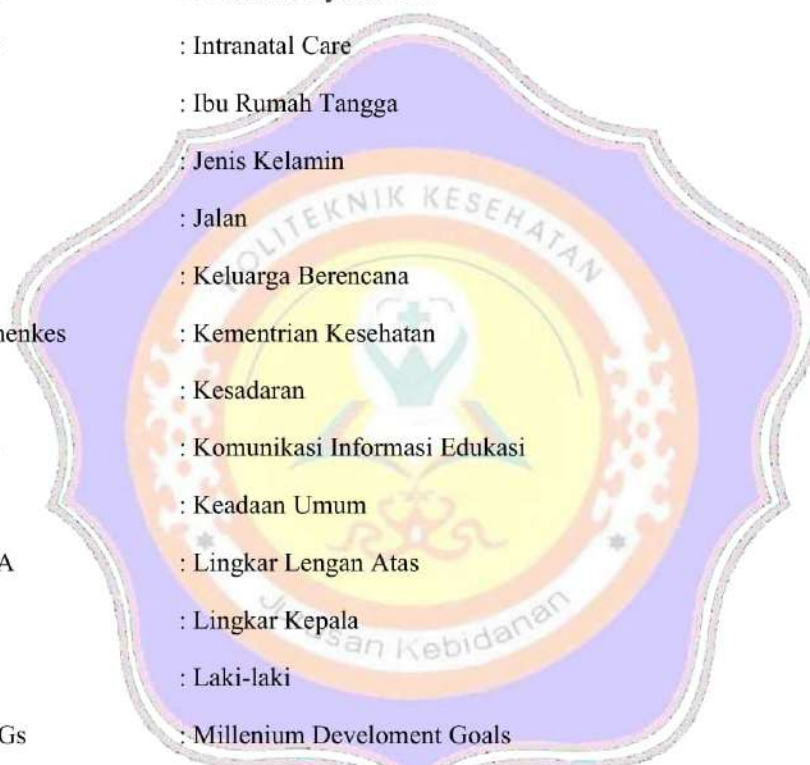 : Intranatal Care
: Ibu Rumah Tangga
: Jenis Kelamin
: Jalan
: Keluarga Berencana
menkes : Kementrian Kesehatan
: Kesadaran
: Komunikasi Informasi Edukasi
: Keadaan Umum
A : Lingkar Lengan Atas
: Lingkar Kepala
: Laki-laki
Gs : Millenium Develoment Goals
POLITEKNIK KESEHATAN
Jurusan Kebidanan